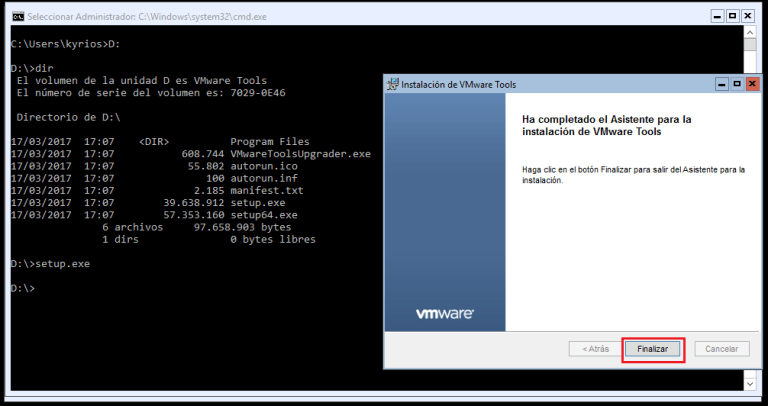 Seleccionar Administrador: C:\Windows\system32\cmd.exe
C:\Users\kyrios>D:
D:\>dir
El volumen de la unidad D es VMware Tools
El número de serie del volumen es: 7029-0E46
Directorio de D:\
17/03/2017 17:07 <DIR> Program Files
17/03/2017 17:07 608.744 VMwareToolsUpgrader.exe
17/03/2017 17:07 55.802 autorun.ico
17/03/2017 17:07 100 autorun.inf
17/03/2017 17:07 2.185 manifest.txt
17/03/2017 17:07 39.638.912 setup.exe
17/03/2017 17:07 57.353.160 setup64.exe
6 archivos 97.658.903 bytes
1 dirs 0 bytes libres
D:\>setup.exe
D:\>
Instalación de VMware Tools
Ha completado el Asistente para la
instalación de VMware Tools
Haga clic en el botón Finalizar para salir del Asistente para la
instalación.
vmware
< Atrás Finalizar Cancelar